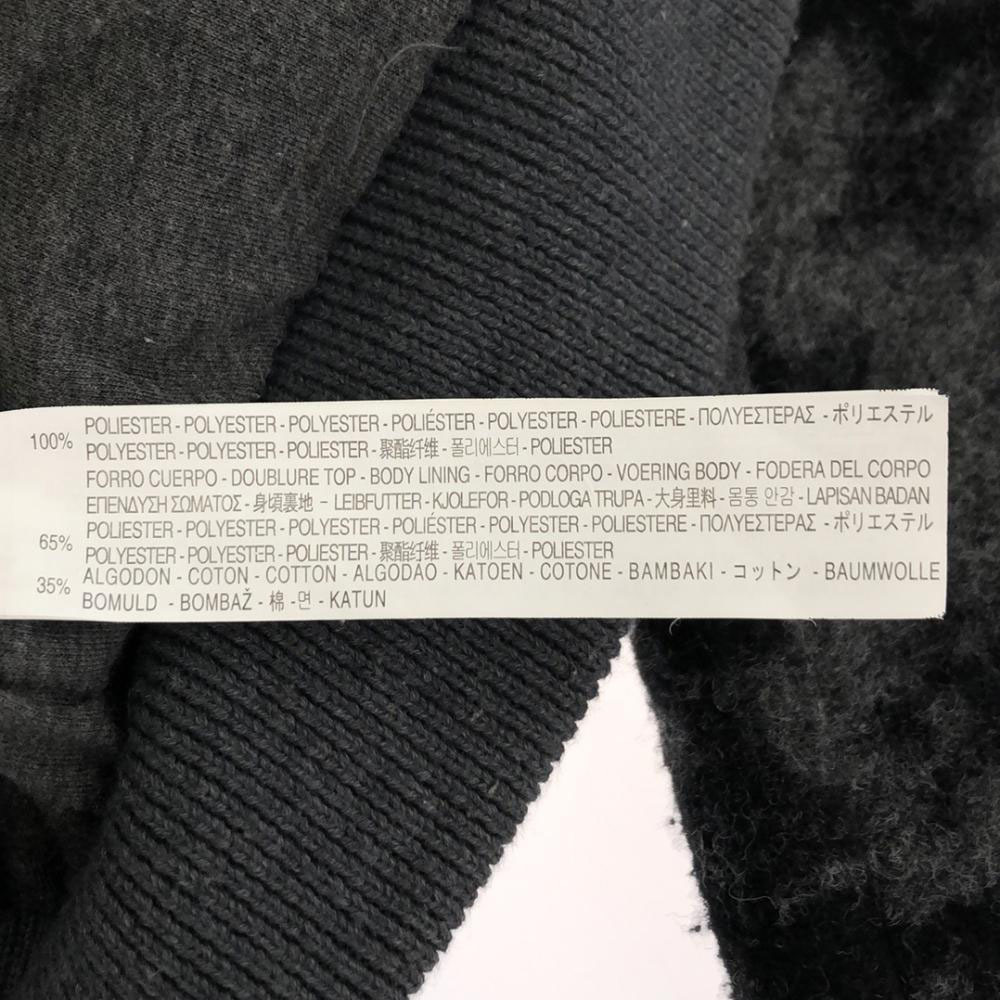 100% POLIESTER - POLYESTER - POLYESTER - POLIÉSTER - POLYESTER - POLIESTERE - ΠΟΛΥΕΣΤΕΡΑΣ - ポリエステル
POLYESTER - POLYESTER - POLIESTER - 聚酯纤维 - 폴리에스터 - POLIESTER
FORRO CUERPO - DOUBLURE TOP - BODY LINING - FORRO CORPO - VOERING BODY - FODERA DEL CORPO
ΕΠΕΝΔΥΣΗ ΣΩΜΑΤΟΣ - 身頃裏地 - LEIBFUTTER - KJOLEFOR - PODLOGA TRUPA - 大身里料 - 몸통 안감 - LAPISAN BADAN
65% POLIESTER - POLYESTER - POLYESTER - POLIÉSTER - POLYESTER - POLIESTERE - ΠΟΛΥΕΣΤΕΡΑΣ - ポリエステル
POLYESTER - POLYESTER - POLIESTER - 聚酯纤维 - 폴리에스터 - POLIESTER
35% ALGODON - COTON - COTTON - ALGODAO - KATOEN - COTONE - BAMBAKI - コットン - BAUMWOLLE
BOMULD - BOMBAŽ - 棉 - 면 - KATUN